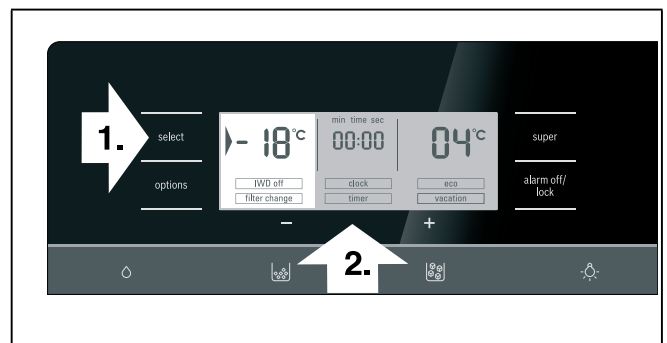 1.
select
options
- 18°C
min time sec
00:00
04°C
IWD off
clock
eco
filter change
timer
vacation
super
alarm off/
lock
−
+
2.